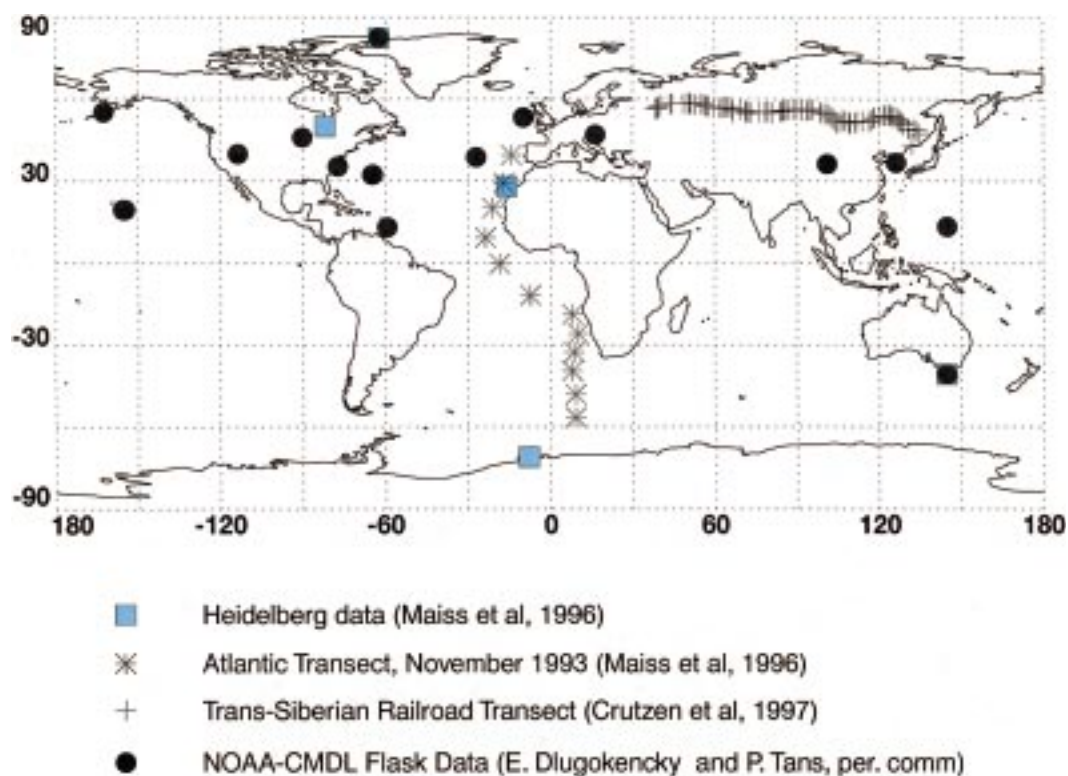 90
30
-30
-90
180 -120 -60 0 60 120 180
Heidelberg data (Maiss et al, 1996)
Atlantic Transect, November 1993 (Maiss et al, 1996)
Trans-Siberian Railroad Transect (Crutzen et al, 1997)
NOAA-CMDL Flask Data (E. Dlugokencky and P. Tans, per. comm)